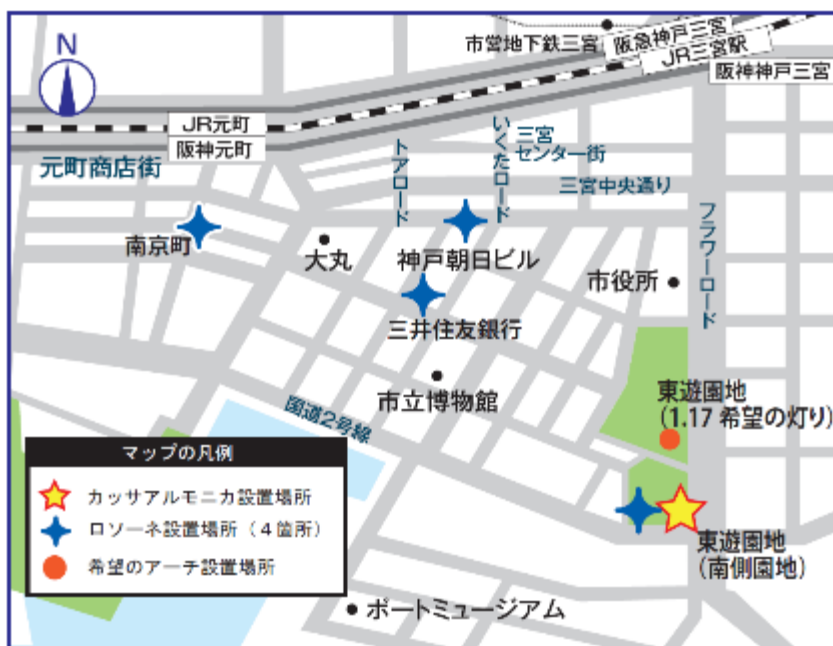 N
市営地下鉄三宮
阪急神戸三宮
JR三宮駅
阪神神戸三宮
JR元町
阪神元町
元町商店街
トアロード
いくたロード
三宮
センター街
三宮中央通り
フラワーロード
南京町
大丸
神戸朝日ビル
市役所
三井住友銀行
市立博物館
国道2号線
東遊園地
(1.17 希望の灯り)
マップの凡例
カッサアルモニカ設置場所
ロソーネ設置場所（４箇所）
希望のアーチ設置場所
東遊園地
(南側園地)
ポートミュージアム